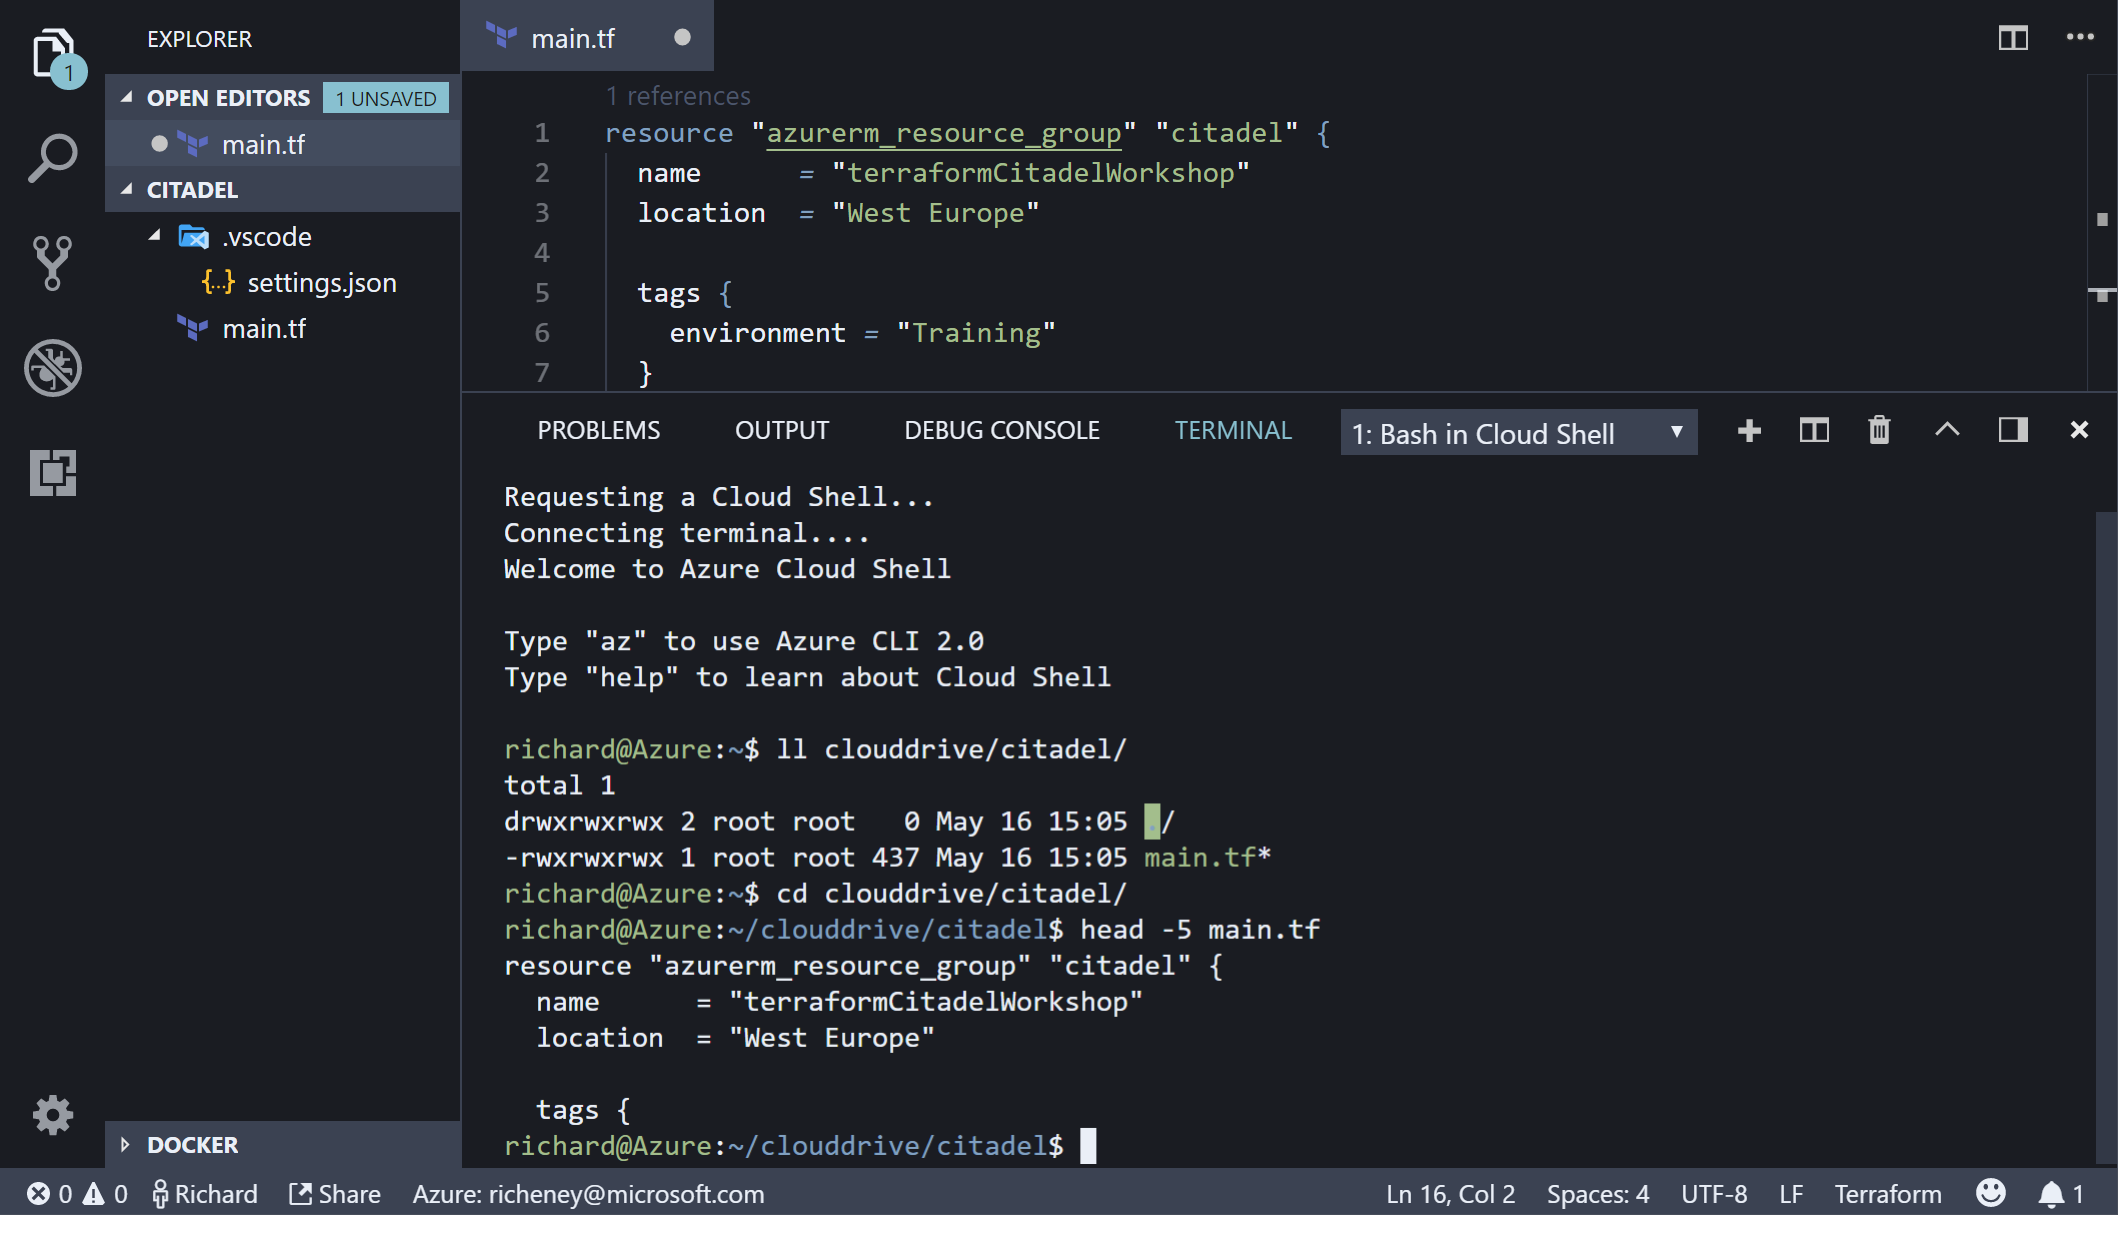 EXPLORER
1
OPEN EDITORS 1 UNSAVED
main.tf
CITADEL
.vscode
{...} settings.json
main.tf
DOCKER
main.tf
1 references
1 resource "azurerm_resource_group" "citadel" {
2   name      = "terraformCitadelWorkshop"
3   location  = "West Europe"
4
5   tags {
6     environment = "Training"
7   }
PROBLEMS OUTPUT DEBUG CONSOLE TERMINAL 1: Bash in Cloud Shell
Requesting a Cloud Shell...
Connecting terminal....
Welcome to Azure Cloud Shell
Type "az" to use Azure CLI 2.0
Type "help" to learn about Cloud Shell
richard@Azure:~$ ll clouddrive/citadel/
total 1
drwxrwxrwx 2 root root   0 May 16 15:05 ./
-rwxrwxrwx 1 root root 437 May 16 15:05 main.tf*
richard@Azure:~$ cd clouddrive/citadel/
richard@Azure:~/clouddrive/citadel$ head -5 main.tf
resource "azurerm_resource_group" "citadel" {
  name      = "terraformCitadelWorkshop"
  location  = "West Europe"
  tags {
richard@Azure:~/clouddrive/citadel$
0 0 Richard Share Azure: richeney@microsoft.com Ln 16, Col 2 Spaces: 4 UTF-8 LF Terraform 1